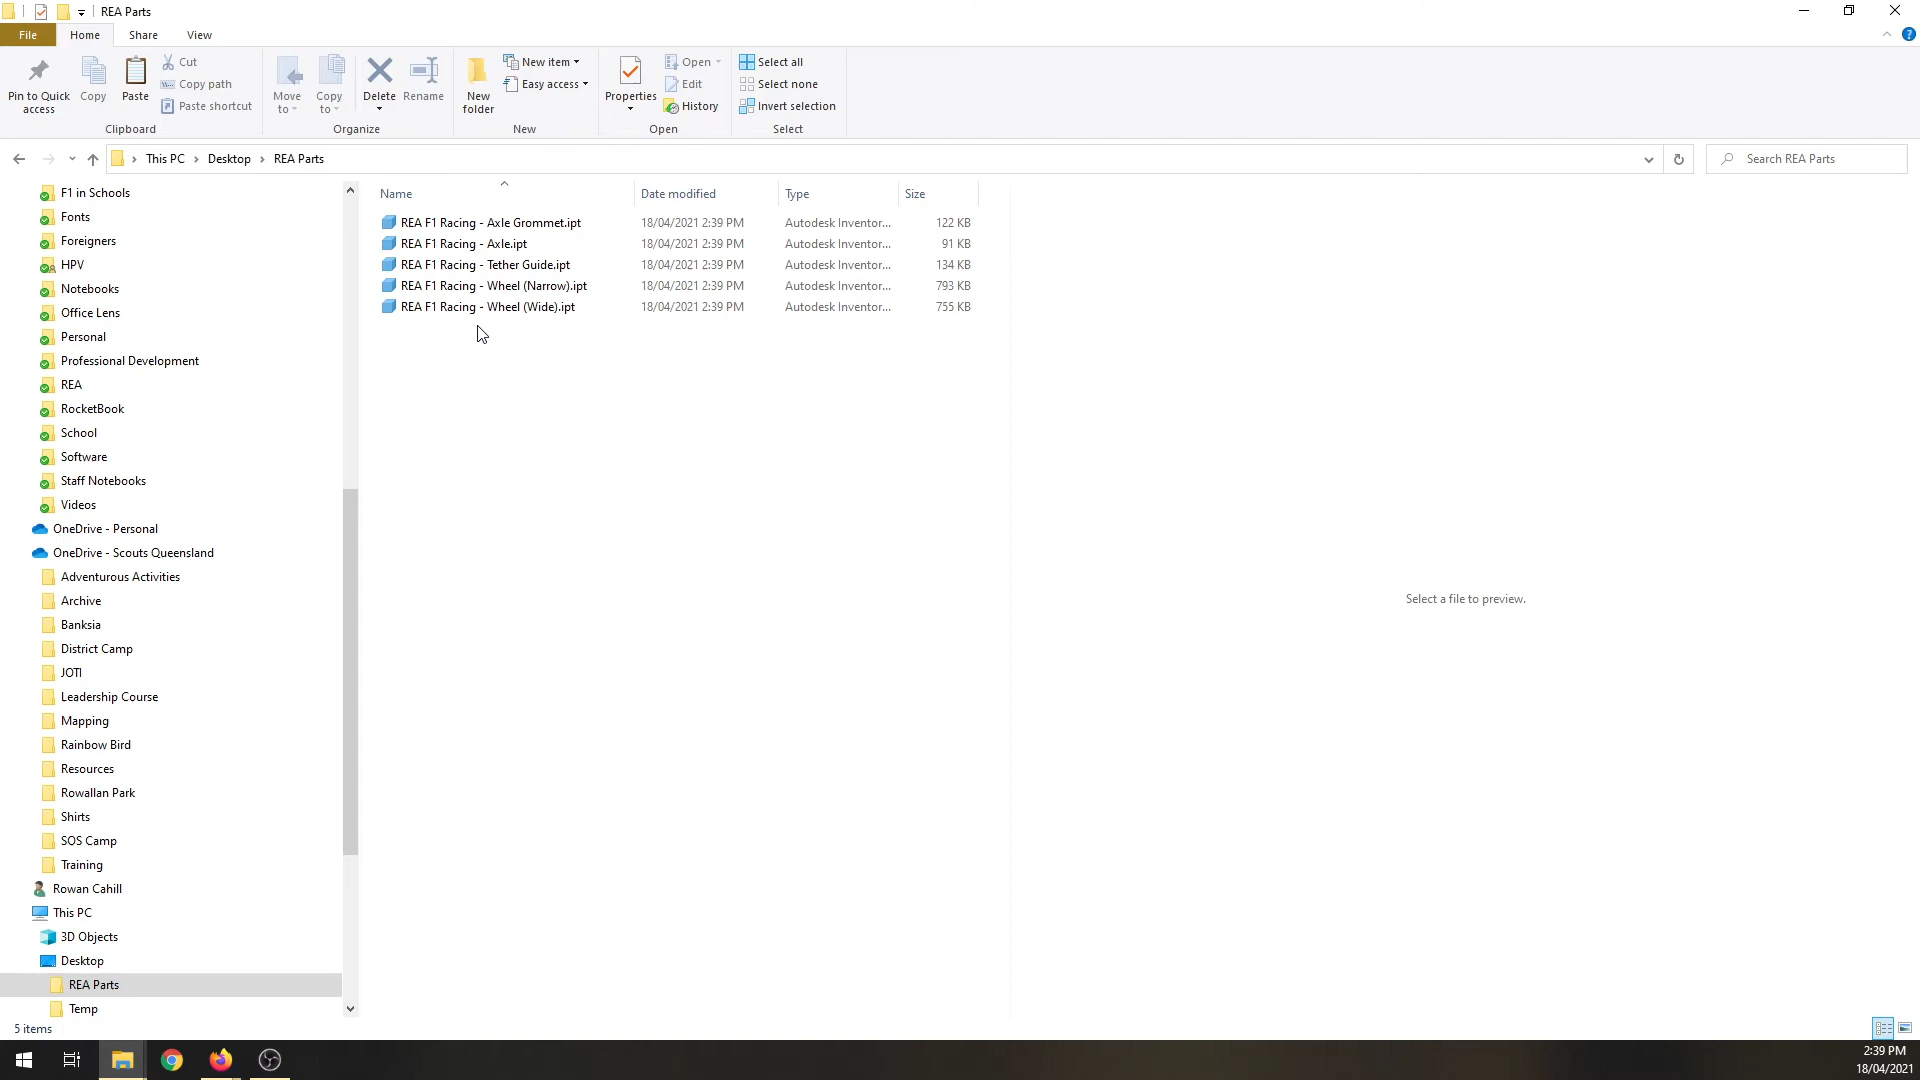 REA Parts
File
Home
Share
View
Pin to Quick
access
Copy
Paste
Cut
Copy path
Paste shortcut
Clipboard
Move
to
Copy
to
Delete
Rename
Organize
New
folder
New item
Easy access
New
Properties
Open
Edit
History
Open
Select all
Select none
Invert selection
Select
This PC
Desktop
REA Parts
Search REA Parts
F1 in Schools
Fonts
Foreigners
HPV
Notebooks
Office Lens
Personal
Professional Development
REA
RocketBook
School
Software
Staff Notebooks
Videos
OneDrive - Personal
OneDrive - Scouts Queensland
Adventurous Activities
Archive
Banksia
District Camp
JOTI
Leadership Course
Mapping
Rainbow Bird
Resources
Rowallan Park
Shirts
SOS Camp
Training
Rowan Cahill
This PC
3D Objects
Desktop
REA Parts
Temp
Name Date modified Type Size
REA F1 Racing - Axle Grommet.ipt 18/04/2021 2:39 PM Autodesk Inventor... 122 KB
REA F1 Racing - Axle.ipt 18/04/2021 2:39 PM Autodesk Inventor... 91 KB
REA F1 Racing - Tether Guide.ipt 18/04/2021 2:39 PM Autodesk Inventor... 134 KB
REA F1 Racing - Wheel (Narrow).ipt 18/04/2021 2:39 PM Autodesk Inventor... 793 KB
REA F1 Racing - Wheel (Wide).ipt 18/04/2021 2:39 PM Autodesk Inventor... 755 KB
Select a file to preview.
5 items
2:39 PM
18/04/2021